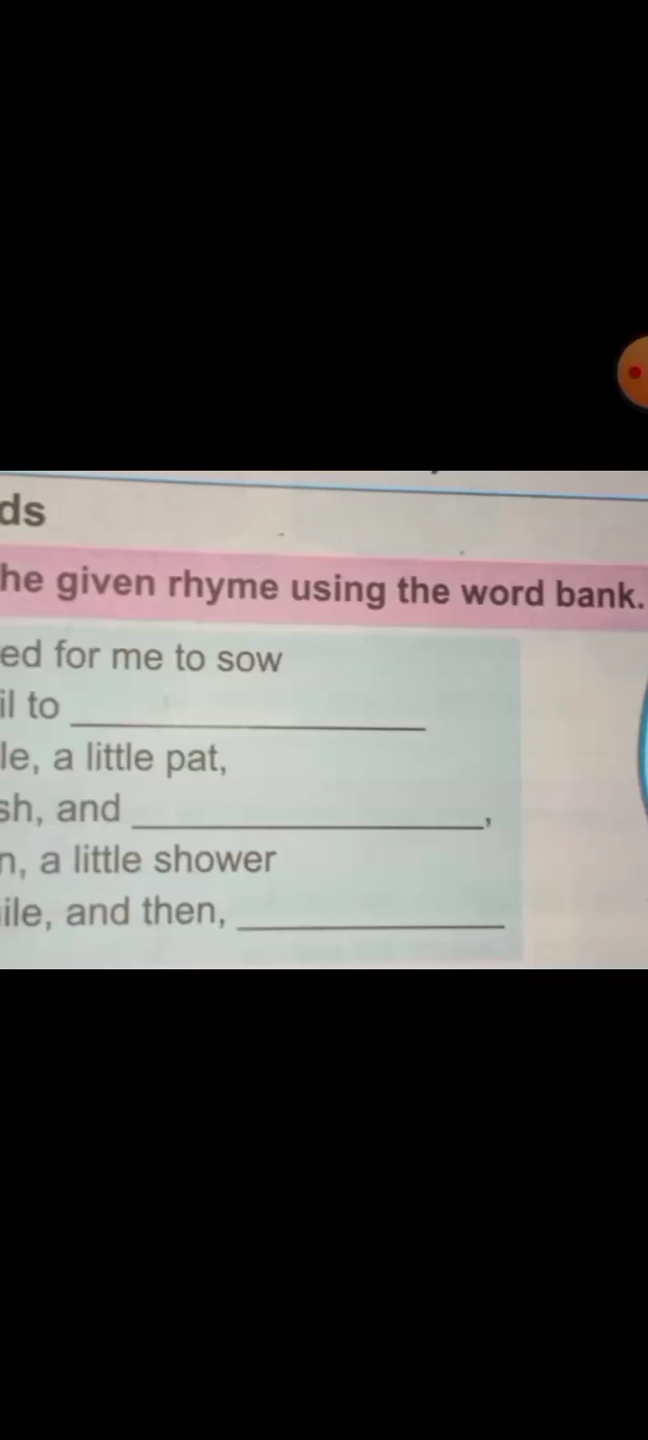 ds
he given rhyme using the word bank.
ed for me to sow
il to
le, a little pat,
sh, and ,
n, a little shower
ile, and then,